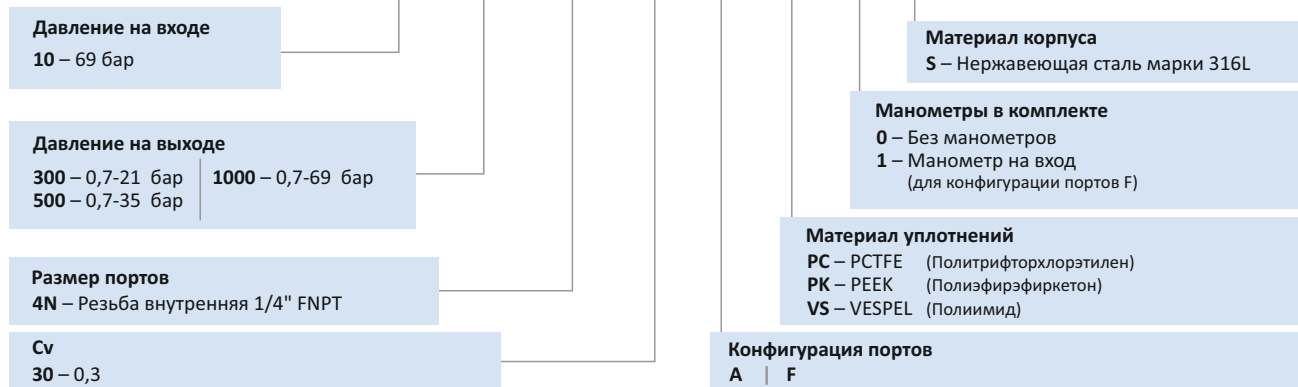 Давление на входе
10 – 69 бар
Давление на выходе
300 – 0,7-21 бар
500 – 0,7-35 бар
1000 – 0,7-69 бар
Размер портов
4N – Резьба внутренняя 1/4" FNPT
Cv
30 – 0,3
Материал корпуса
S – Нержавеющая сталь марки 316L
Манометры в комплекте
0 – Без манометров
1 – Манометр на вход
(для конфигурации портов F)
Материал уплотнений
PC – PCTFE (Политрифторхлорэтилен)
PK – PEEK (Полиэфирэфиркетон)
VS – VESPEL (Полиимид)
Конфигурация портов
A | F